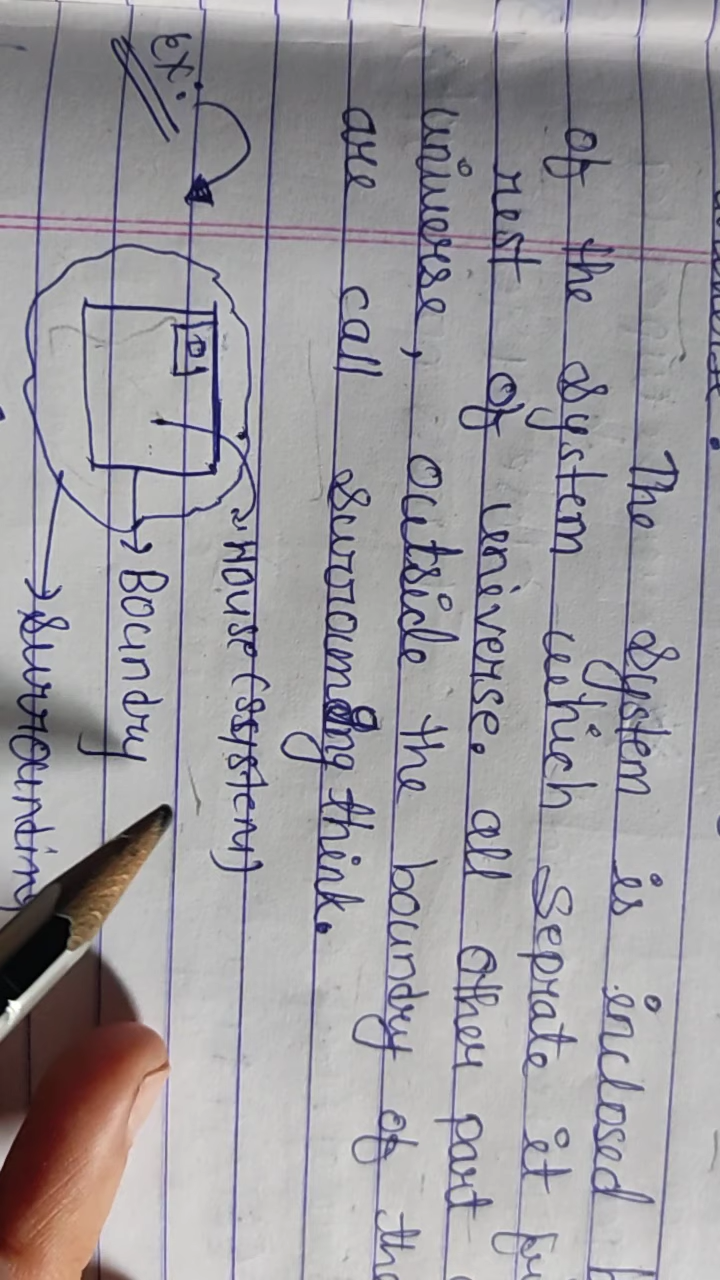 The system is inclosed
of the system which Seprate it
rest of universe. all other part
universe, outside the boundry of the
are call surrounding think.
Ex:
House (System)
Boundry
Surrounding